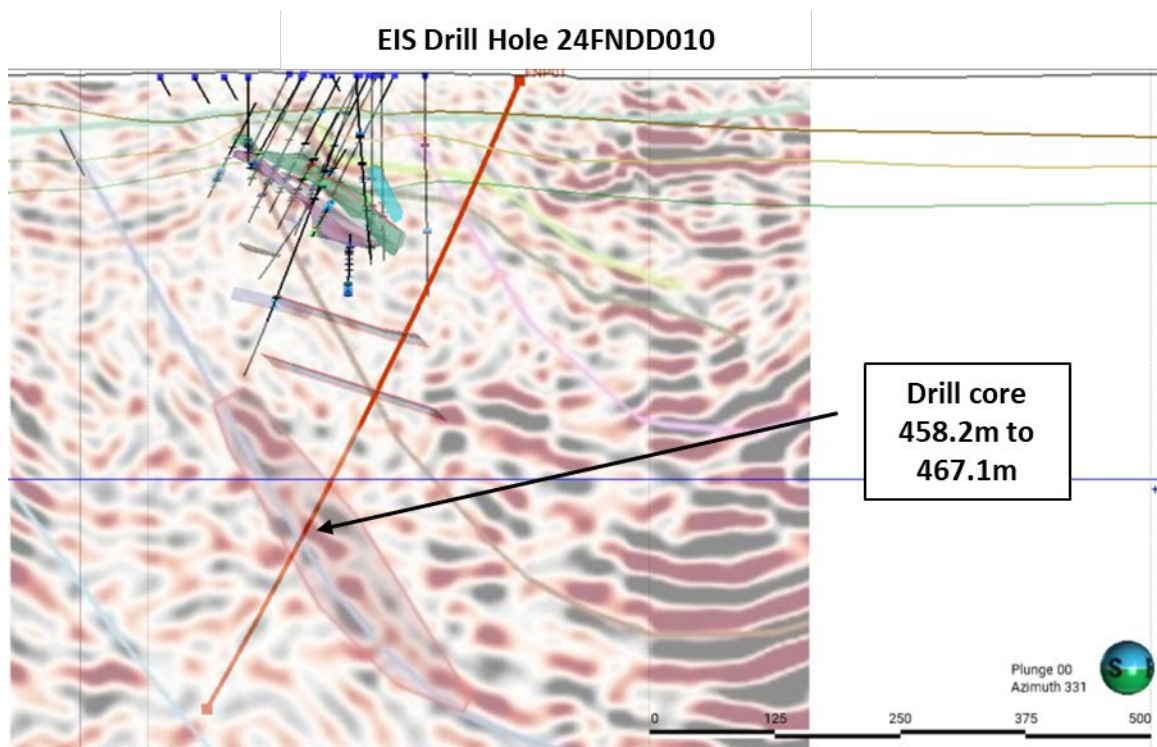 EIS Drill Hole 24FNDD010
Drill core
458.2m to
467.1m
Plunge 00
Azimuth 331
0 125 250 375 500
S